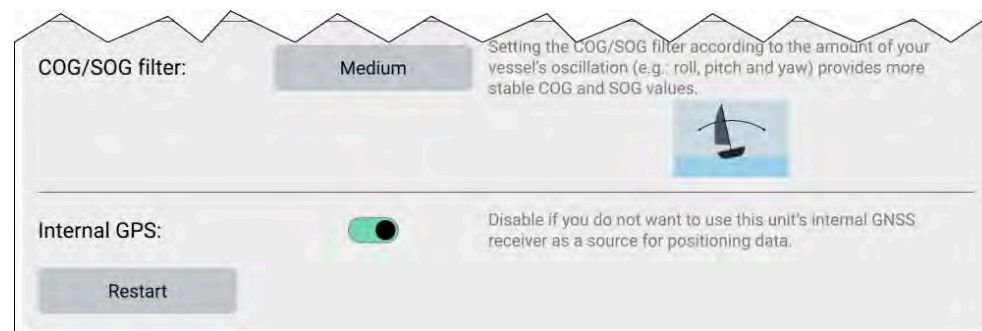 COG/SOG filter:
Medium
Setting the COG/SOG filter according to the amount of your
vessel's oscillation (e.g.: roll, pitch and yaw) provides more
stable COG and SOG values.
Internal GPS:
Disable if you do not want to use this unit's internal GNSS
receiver as a source for positioning data.
Restart